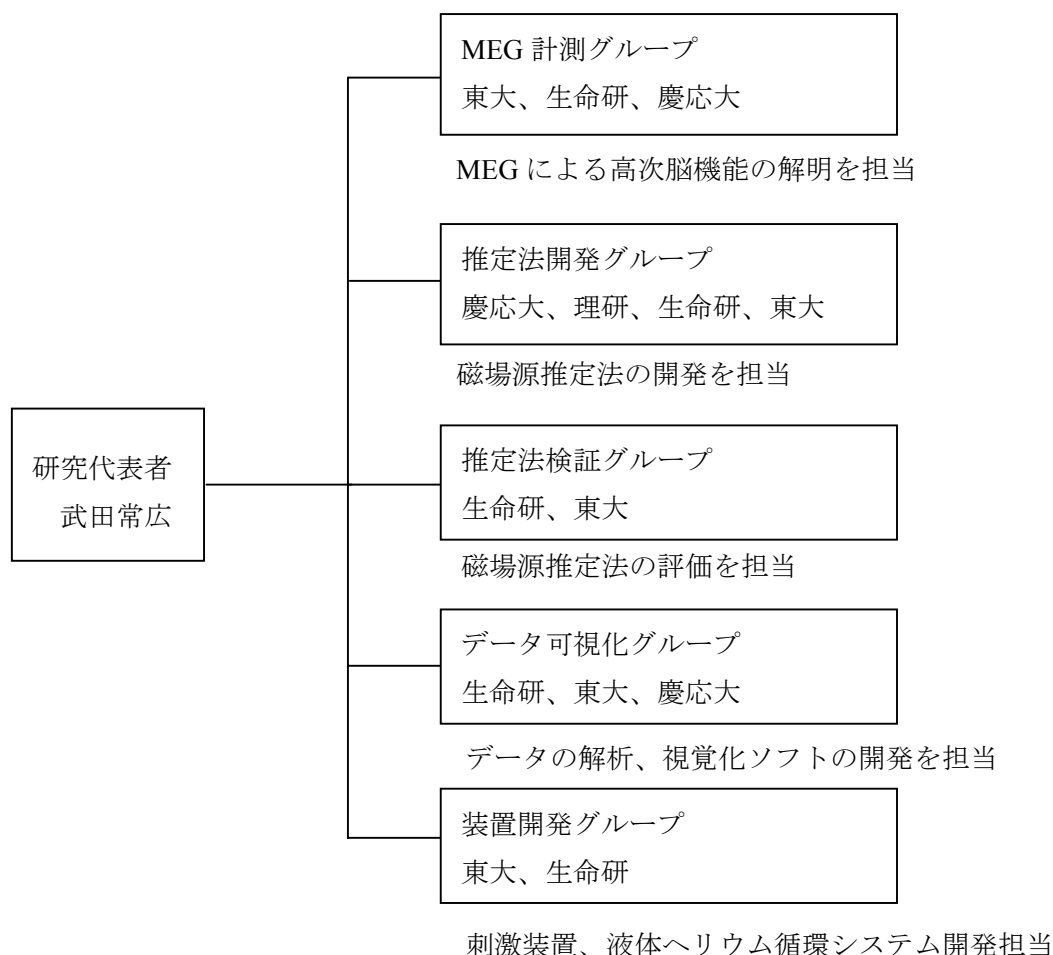 MEG 計測グループ
東大、生命研、慶応大
MEG による高次脳機能の解明を担当
推定法開発グループ
慶応大、理研、生命研、東大
磁場源推定法の開発を担当
研究代表者
武田常広
推定法検証グループ
生命研、東大
磁場源推定法の評価を担当
データ可視化グループ
生命研、東大、慶応大
データの解析、視覚化ソフトの開発を担当
装置開発グループ
東大、生命研
刺激装置、液体ヘリウム循環システム開発担当